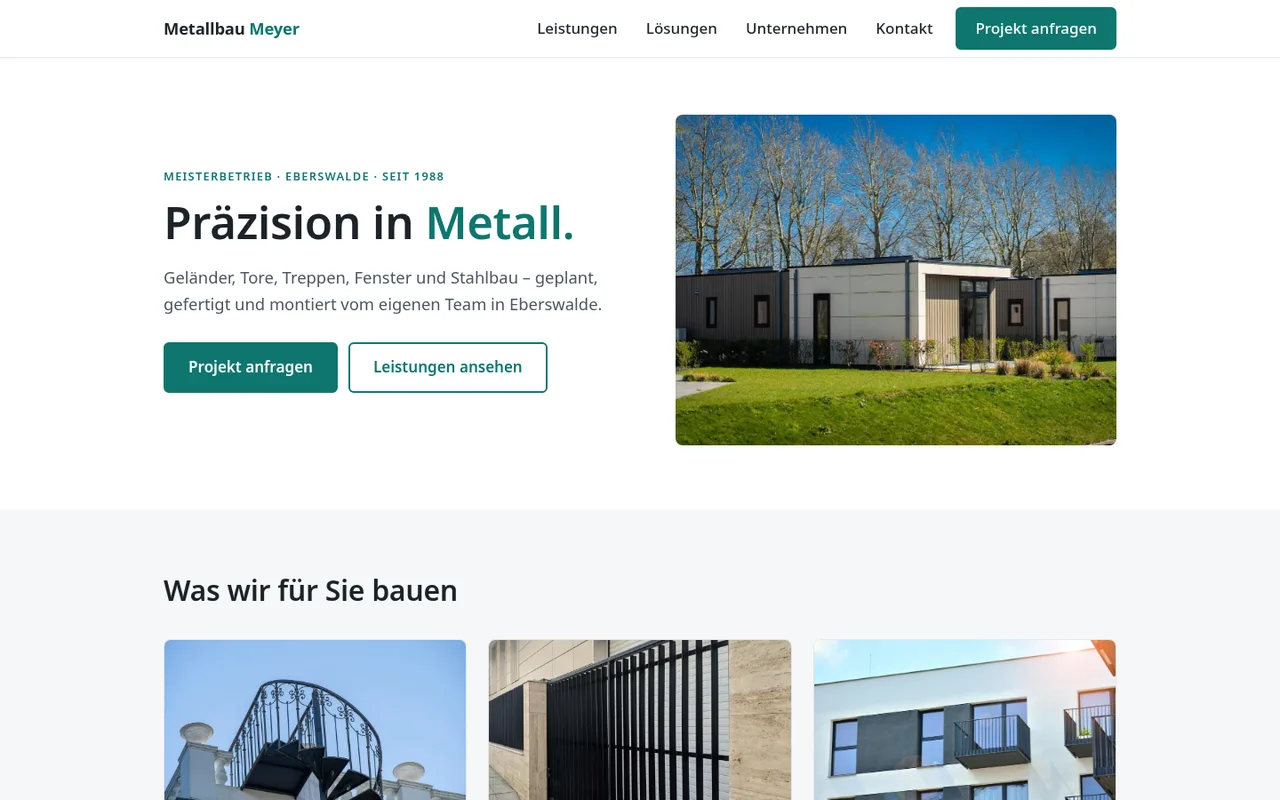 Metallbau Meyer
Leistungen
Lösungen
Unternehmen
Kontakt
Projekt anfragen
MEISTERBETRIEB · EBERSWALDE · SEIT 1988
Präzision in Metall.
Geländer, Tore, Treppen, Fenster und Stahlbau – geplant,
gefertigt und montiert vom eigenen Team in Eberswalde.
Projekt anfragen
Leistungen ansehen
Was wir für Sie bauen